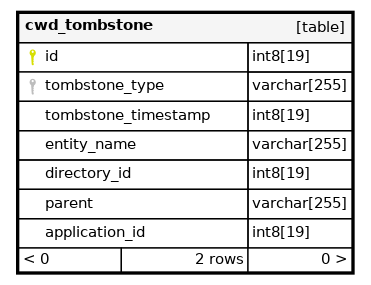 cwd_tombstone [table]
id int8[19]
tombstone_type varchar[255]
tombstone_timestamp int8[19]
entity_name varchar[255]
directory_id int8[19]
parent varchar[255]
application_id int8[19]
< 0 2 rows 0 >